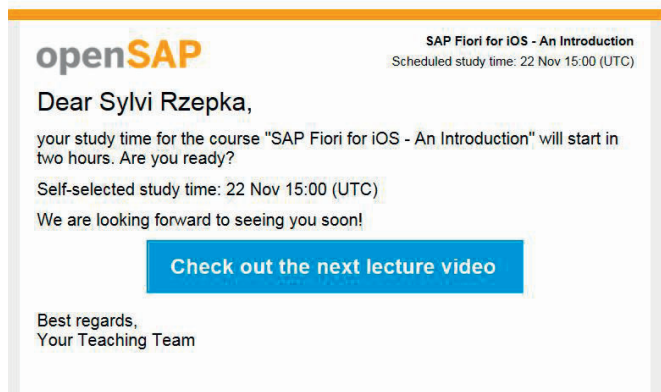 openSAP
SAP Fiori for iOS - An Introduction
Scheduled study time: 22 Nov 15:00 (UTC)
Dear Sylvi Rzepka,
your study time for the course "SAP Fiori for iOS - An Introduction" will start in
two hours. Are you ready?
Self-selected study time: 22 Nov 15:00 (UTC)
We are looking forward to seeing you soon!
Check out the next lecture video
Best regards,
Your Teaching Team